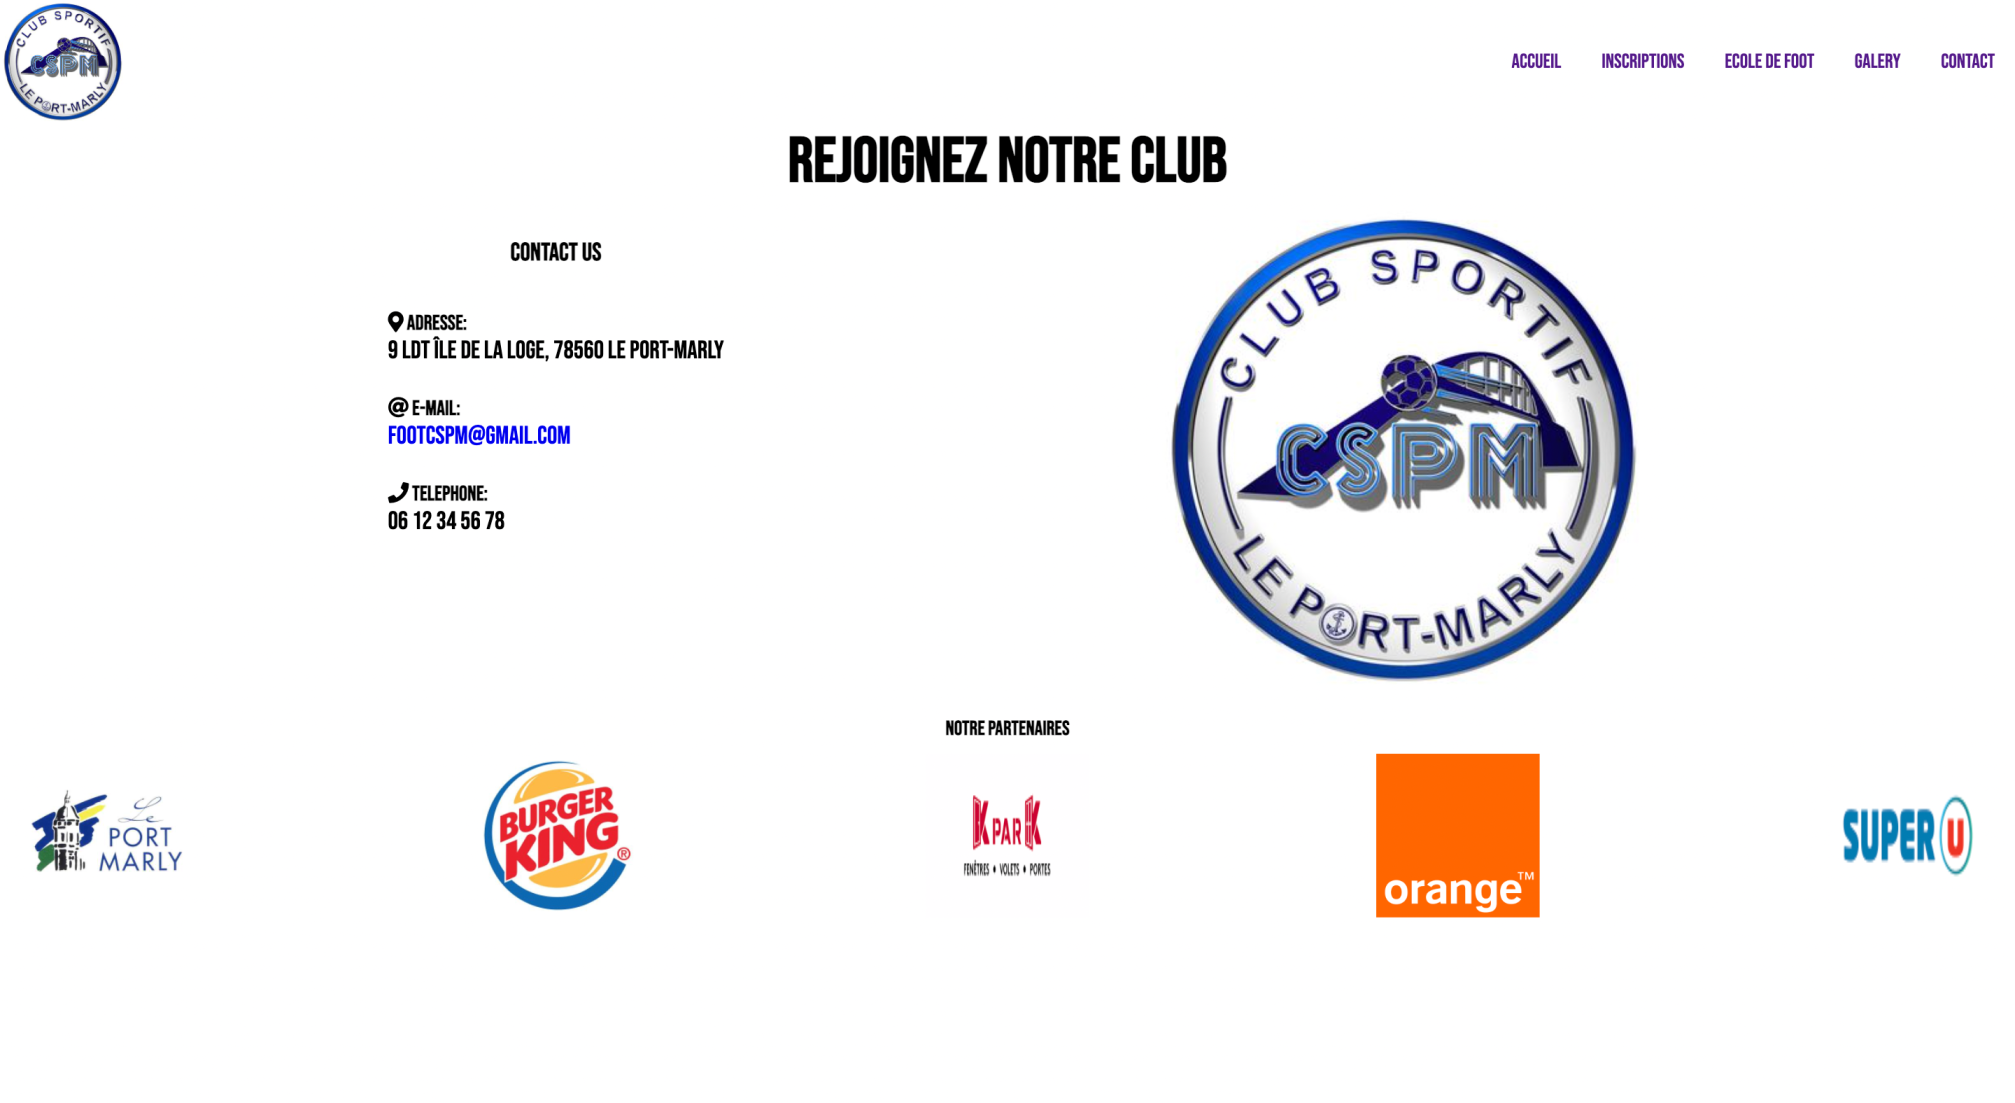 CLUB SPORTIF
CSPM
LE PORT-MARLY
ACCUEIL INSCRIPTIONS ECOLE DE FOOT GALERY CONTACT
REJOIGNEZ NOTRE CLUB
CONTACT US
ADRESSE:
9 LDT ÎLE DE LA LOGE, 78560 LE PORT-MARLY
@ E-MAIL:
FOOTCSPM@GMAIL.COM
TELEPHONE:
06 12 34 56 78
CLUB SPORTIF
CSPM
LE PORT-MARLY
NOTRE PARTENAIRES
Le
PORT
MARLY
BURGER
KING®
K PAR K
FENÊTRES • VOLETS • PORTES
orange™
SUPER U